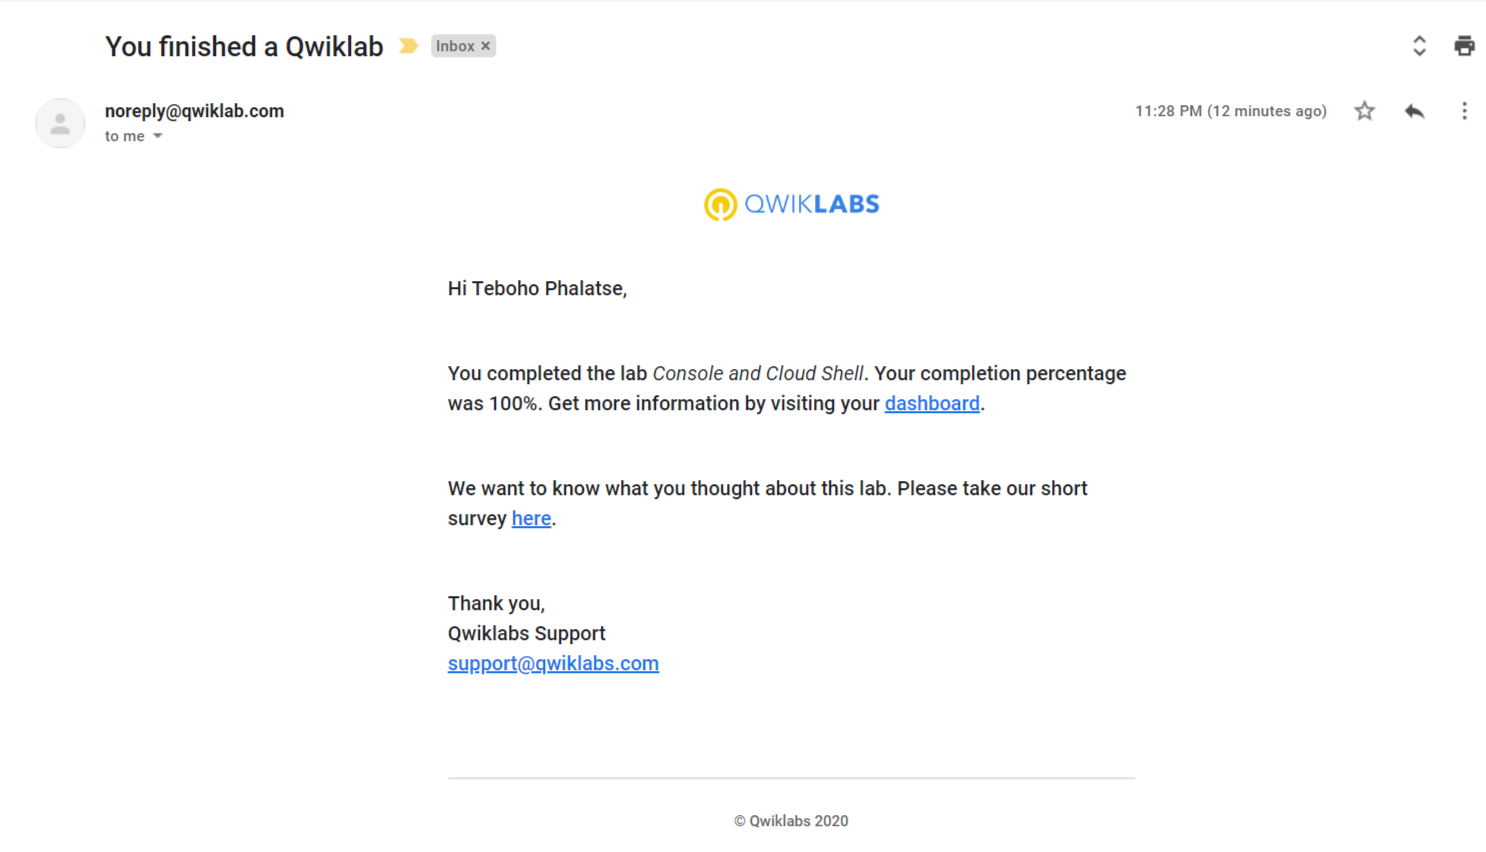 You finished a Qwiklab Inbox ×
noreply@qwiklab.com 11:28 PM (12 minutes ago)
to me
QWIKLABS
Hi Teboho Phalatse,
You completed the lab Console and Cloud Shell. Your completion percentage
was 100%. Get more information by visiting your dashboard.
We want to know what you thought about this lab. Please take our short
survey here.
Thank you,
Qwiklabs Support
support@qwiklabs.com
© Qwiklabs 2020